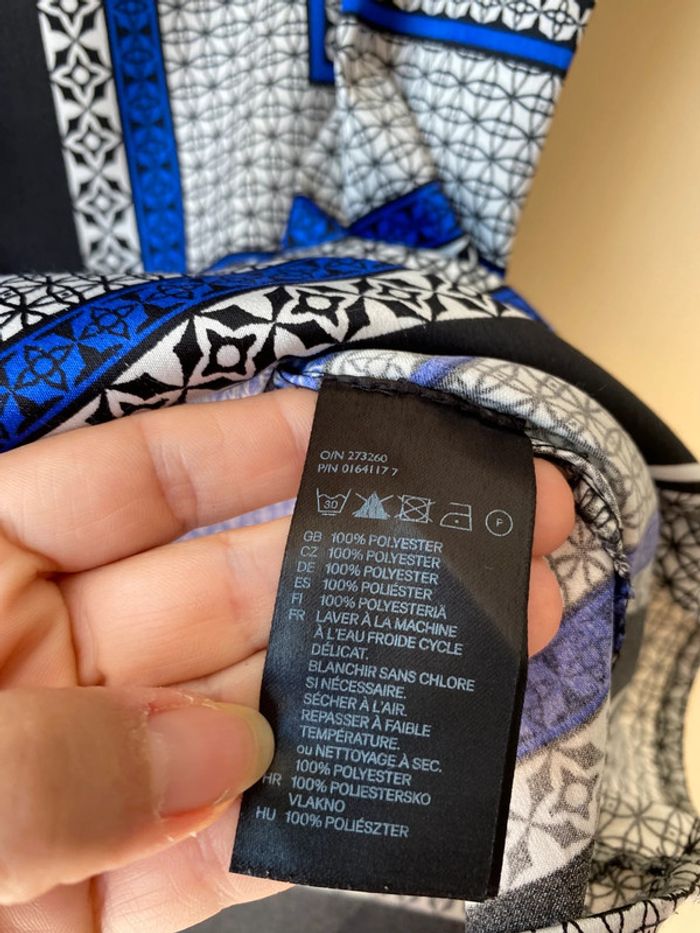 O/N 273260
P/N 0164117 7
30
P
GB 100% POLYESTER
CZ 100% POLYESTER
DE 100% POLYESTER
ES 100% POLIÉSTER
FI 100% POLYESTERIÄ
FR LAVER À LA MACHINE
À L'EAU FROIDE CYCLE
DÉLICAT.
BLANCHIR SANS CHLORE
SI NÉCESSAIRE.
SÉCHER À L'AIR.
REPASSER À FAIBLE
TEMPÉRATURE.
OU NETTOYAGE À SEC.
100% POLYESTER
HR 100% POLIESTERSKO
VLAKNO
HU 100% POLIÉSZTER